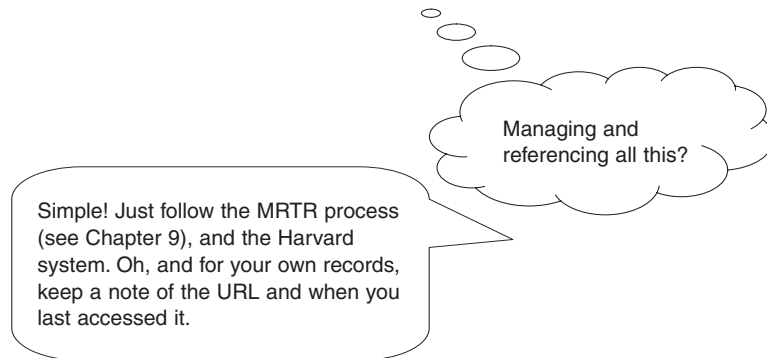 Managing and
referencing all this?
Simple! Just follow the MRTR process
(see Chapter 9), and the Harvard
system. Oh, and for your own records,
keep a note of the URL and when you
last accessed it.